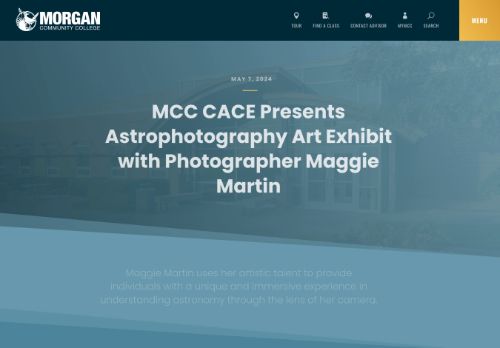 MORGAN
COMMUNITY COLLEGE
TOUR
FIND A CLASS
CONTACT ADVISOR
MYMCC
SEARCH
MENU
MAY 7, 2024
MCC CACE Presents
Astrophotography Art Exhibit
with Photographer Maggie
Martin
Maggie Martin uses her artistic talent to provide
individuals with a unique and immersive experience in
understanding astronomy through the lens of her camera.